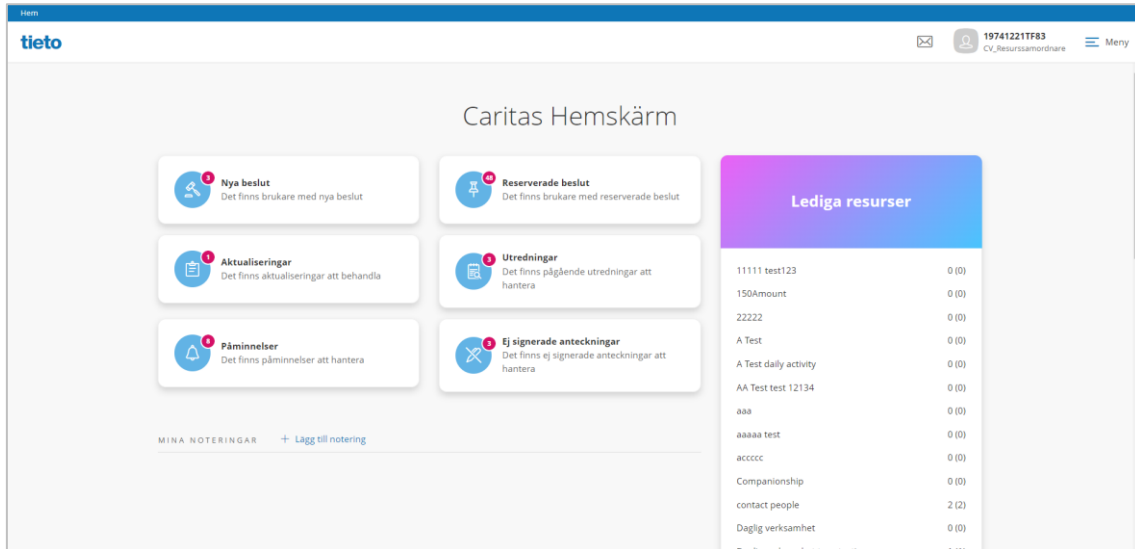 Hem
tieto
19741221TF83
CV_Resurssamordnare
Meny
Caritas Hemskärm
3
Nya beslut
Det finns brukare med nya beslut
48
Reserverade beslut
Det finns brukare med reserverade beslut
1
Aktualiseringar
Det finns aktualiseringar att behandla
3
Utredningar
Det finns pågående utredningar att
hantera
8
Påminnelser
Det finns påminnelser att hantera
3
Ej signerade anteckningar
Det finns ej signerade anteckningar att
hantera
MINA NOTERINGAR + Lägg till notering
Lediga resurser
11111 test123 0 (0)
150Amount 0 (0)
22222 0 (0)
A Test 0 (0)
A Test daily activity 0 (0)
AA Test test 12134 0 (0)
aaa 0 (0)
aaaaa test 0 (0)
accccc 0 (0)
Companionship 0 (0)
contact people 2 (2)
Daglig verksamhet 0 (0)